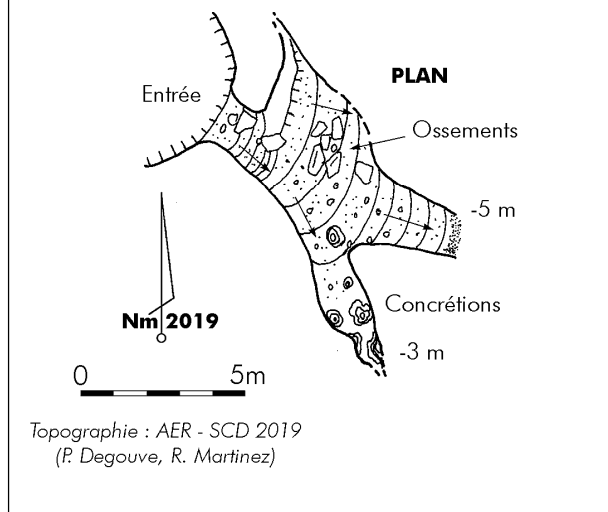 PLAN
Entrée
Ossements
-5 m
Concrétions
Nm 2019
-3 m
0 5m
Topographie : AER - SCD 2019
(P. Degouve, R. Martinez)